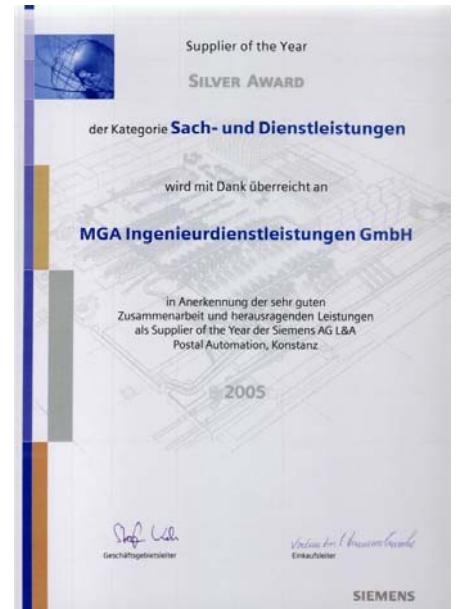 Supplier of the Year
SILVER AWARD
der Kategorie Sach- und Dienstleistungen
wird mit Dank überreicht an
MGA Ingenieurdienstleistungen GmbH
in Anerkennung der sehr guten
Zusammenarbeit und herausragenden Leistungen
als Supplier of the Year der Siemens AG L&A
Postal Automation, Konstanz
2005
Geschäftsgebietsleiter
Einkaufsleiter
SIEMENS